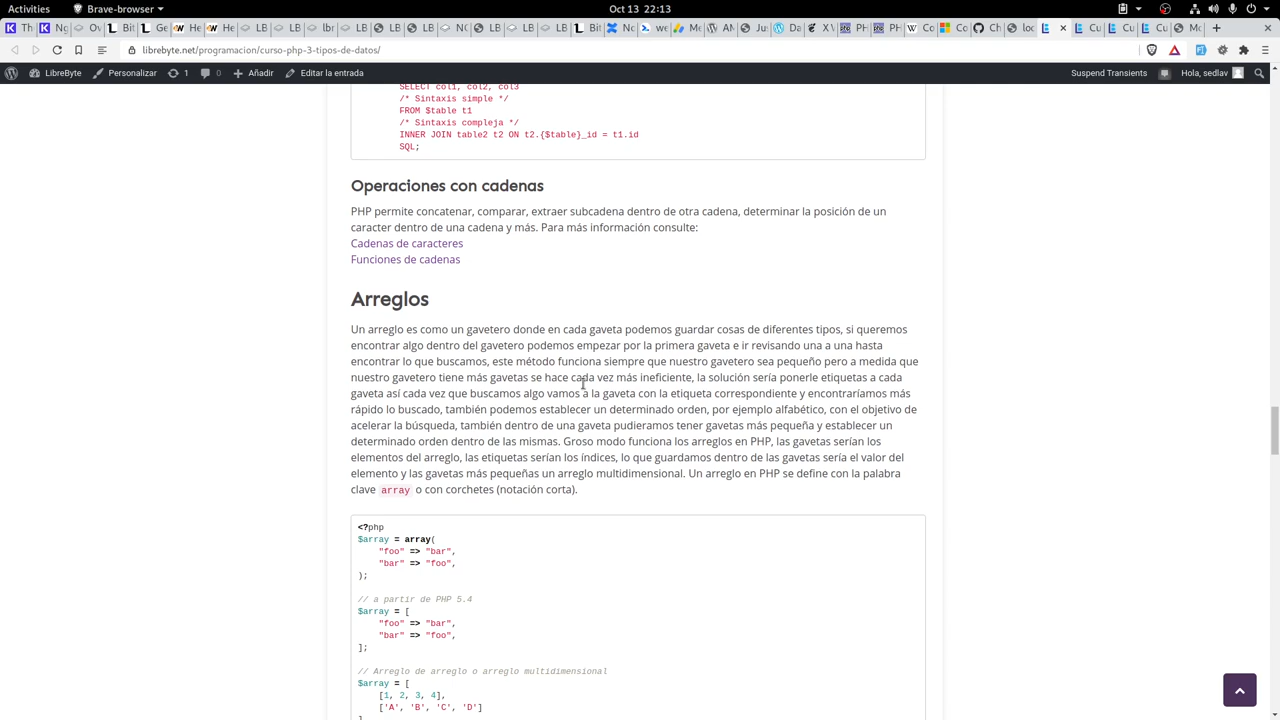 Activities
Brave-browser
Oct 13 22:13
librebyte.net/programacion/curso-php-3-tipos-de-datos/
LibreByte
Personalizar
1
0
Añadir
Editar la entrada
Suspend Transients
Hola, sedlav
SELECT col1, col2, col3
/* Sintaxis simple */
FROM $table t1
/* Sintaxis compleja */
INNER JOIN table2 t2 ON t2.{$table}_id = t1.id
SQL;
Operaciones con cadenas
PHP permite concatenar, comparar, extraer subcadena dentro de otra cadena, determinar la posición de un
caracter dentro de una cadena y más. Para más información consulte:
Cadenas de caracteres
Funciones de cadenas
Arreglos
Un arreglo es como un gavetero donde en cada gaveta podemos guardar cosas de diferentes tipos, si queremos
encontrar algo dentro del gavetero podemos empezar por la primera gaveta e ir revisando una a una hasta
encontrar lo que buscamos, este método funciona siempre que nuestro gavetero sea pequeño pero a medida que
nuestro gavetero tiene más gavetas se hace cada vez más ineficiente, la solución sería ponerle etiquetas a cada
gaveta así cada vez que buscamos algo vamos a la gaveta con la etiqueta correspondiente y encontraríamos más
rápido lo buscado, también podemos establecer un determinado orden, por ejemplo alfabético, con el objetivo de
acelerar la búsqueda, también dentro de una gaveta pudieramos tener gavetas más pequeña y establecer un
determinado orden dentro de las mismas. Groso modo funciona los arreglos en PHP, las gavetas serían los
elementos del arreglo, las etiquetas serían los índices, lo que guardamos dentro de las gavetas sería el valor del
elemento y las gavetas más pequeñas un arreglo multidimensional. Un arreglo en PHP se define con la palabra
clave array o con corchetes (notación corta).
<?php
$array = array(
"foo" => "bar",
"bar" => "foo",
);
// a partir de PHP 5.4
$array = [
"foo" => "bar",
"bar" => "foo",
];
// Arreglo de arreglo o arreglo multidimensional
$array = [
[1, 2, 3, 4],
['A', 'B', 'C', 'D']